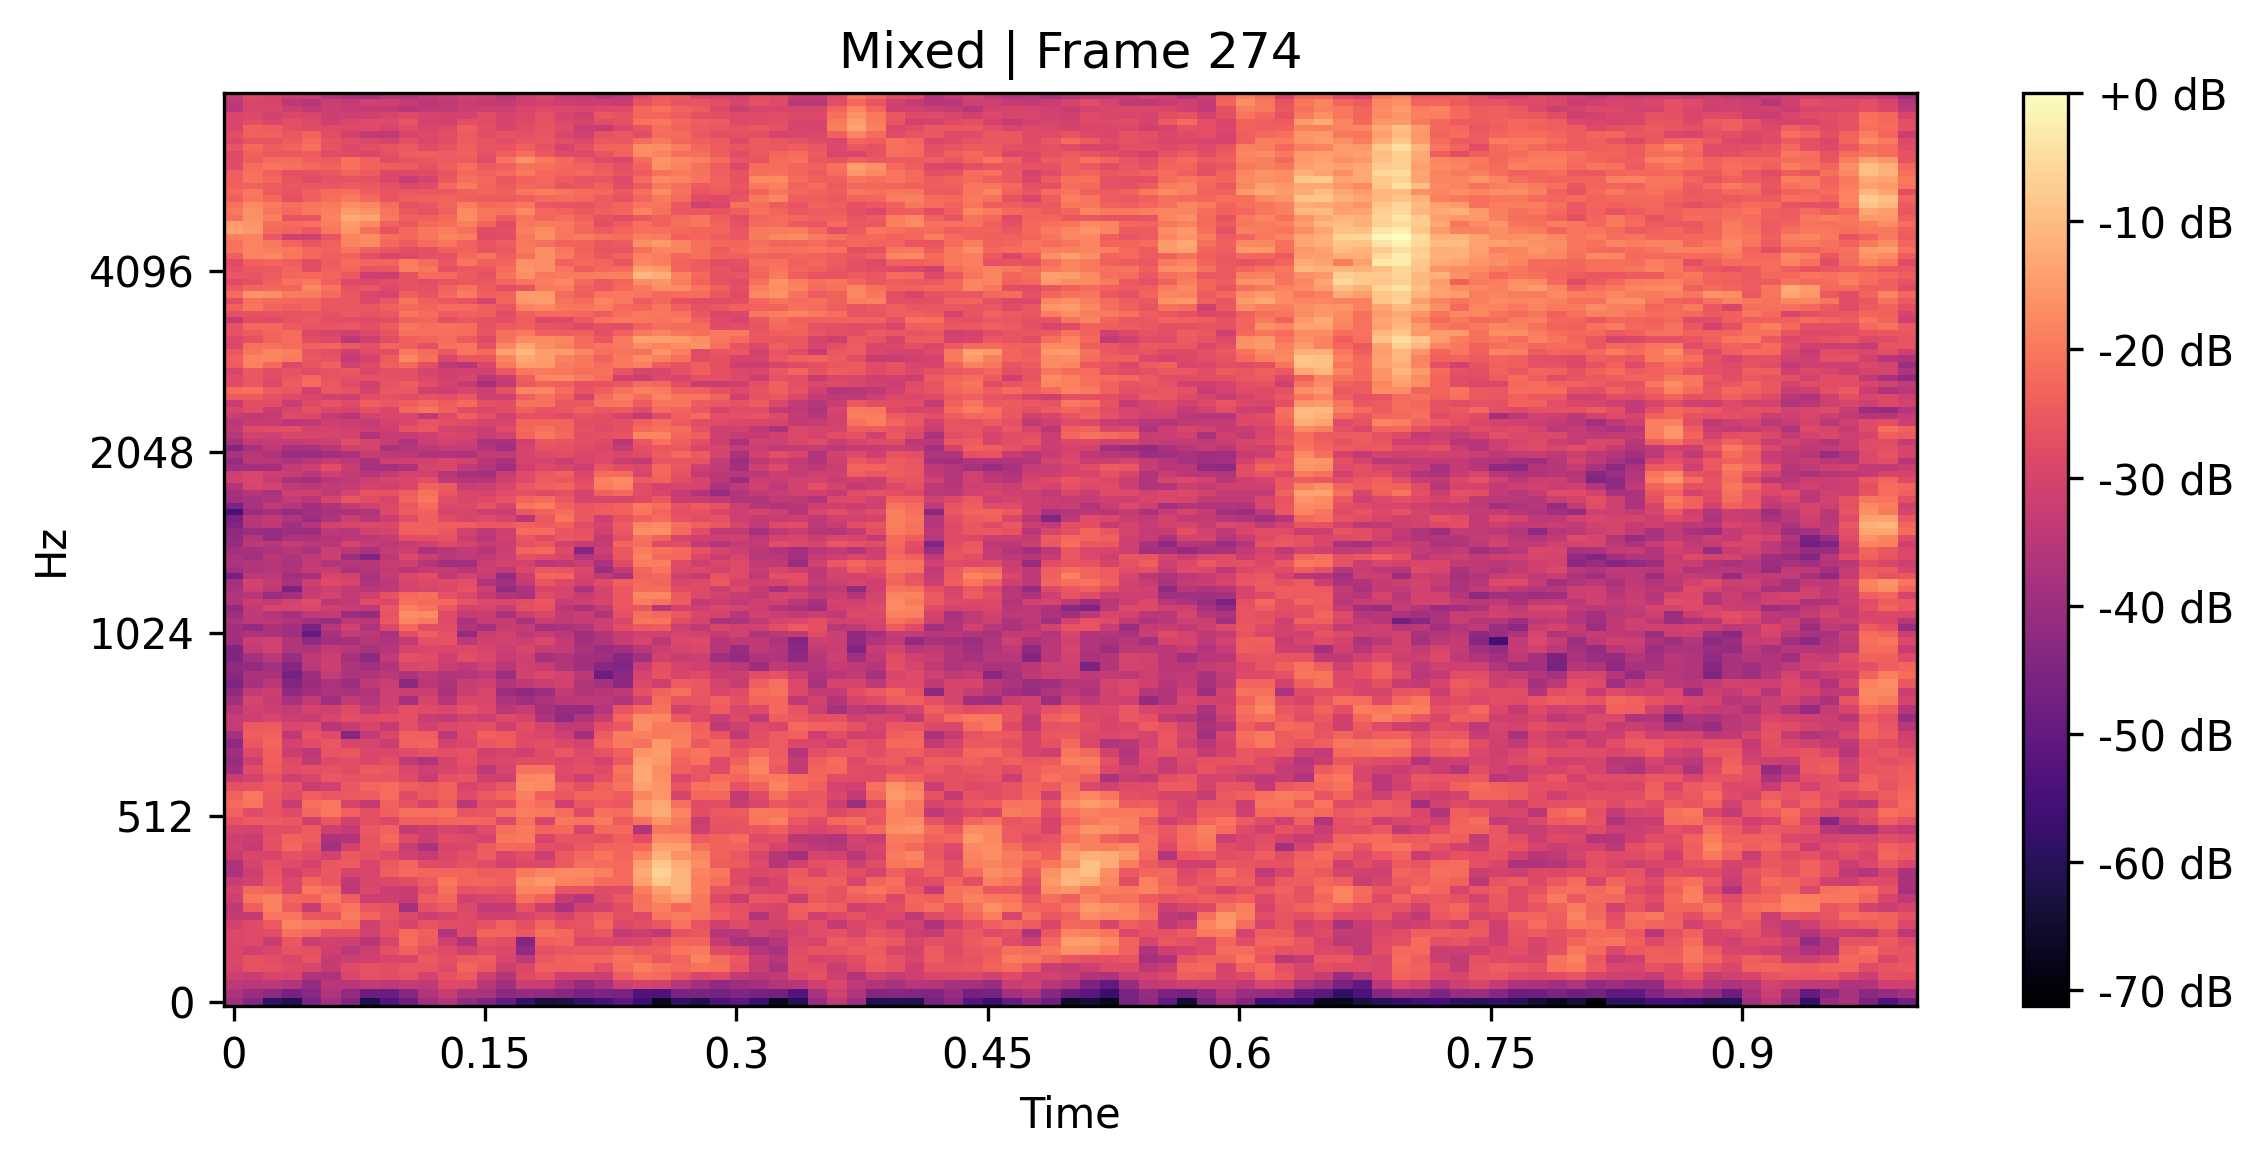 Mixed | Frame 274
+0 dB
-10 dB
-20 dB
-30 dB
-40 dB
-50 dB
-60 dB
-70 dB
4096
2048
1024
512
0
Hz
0 0.15 0.3 0.45 0.6 0.75 0.9
Time